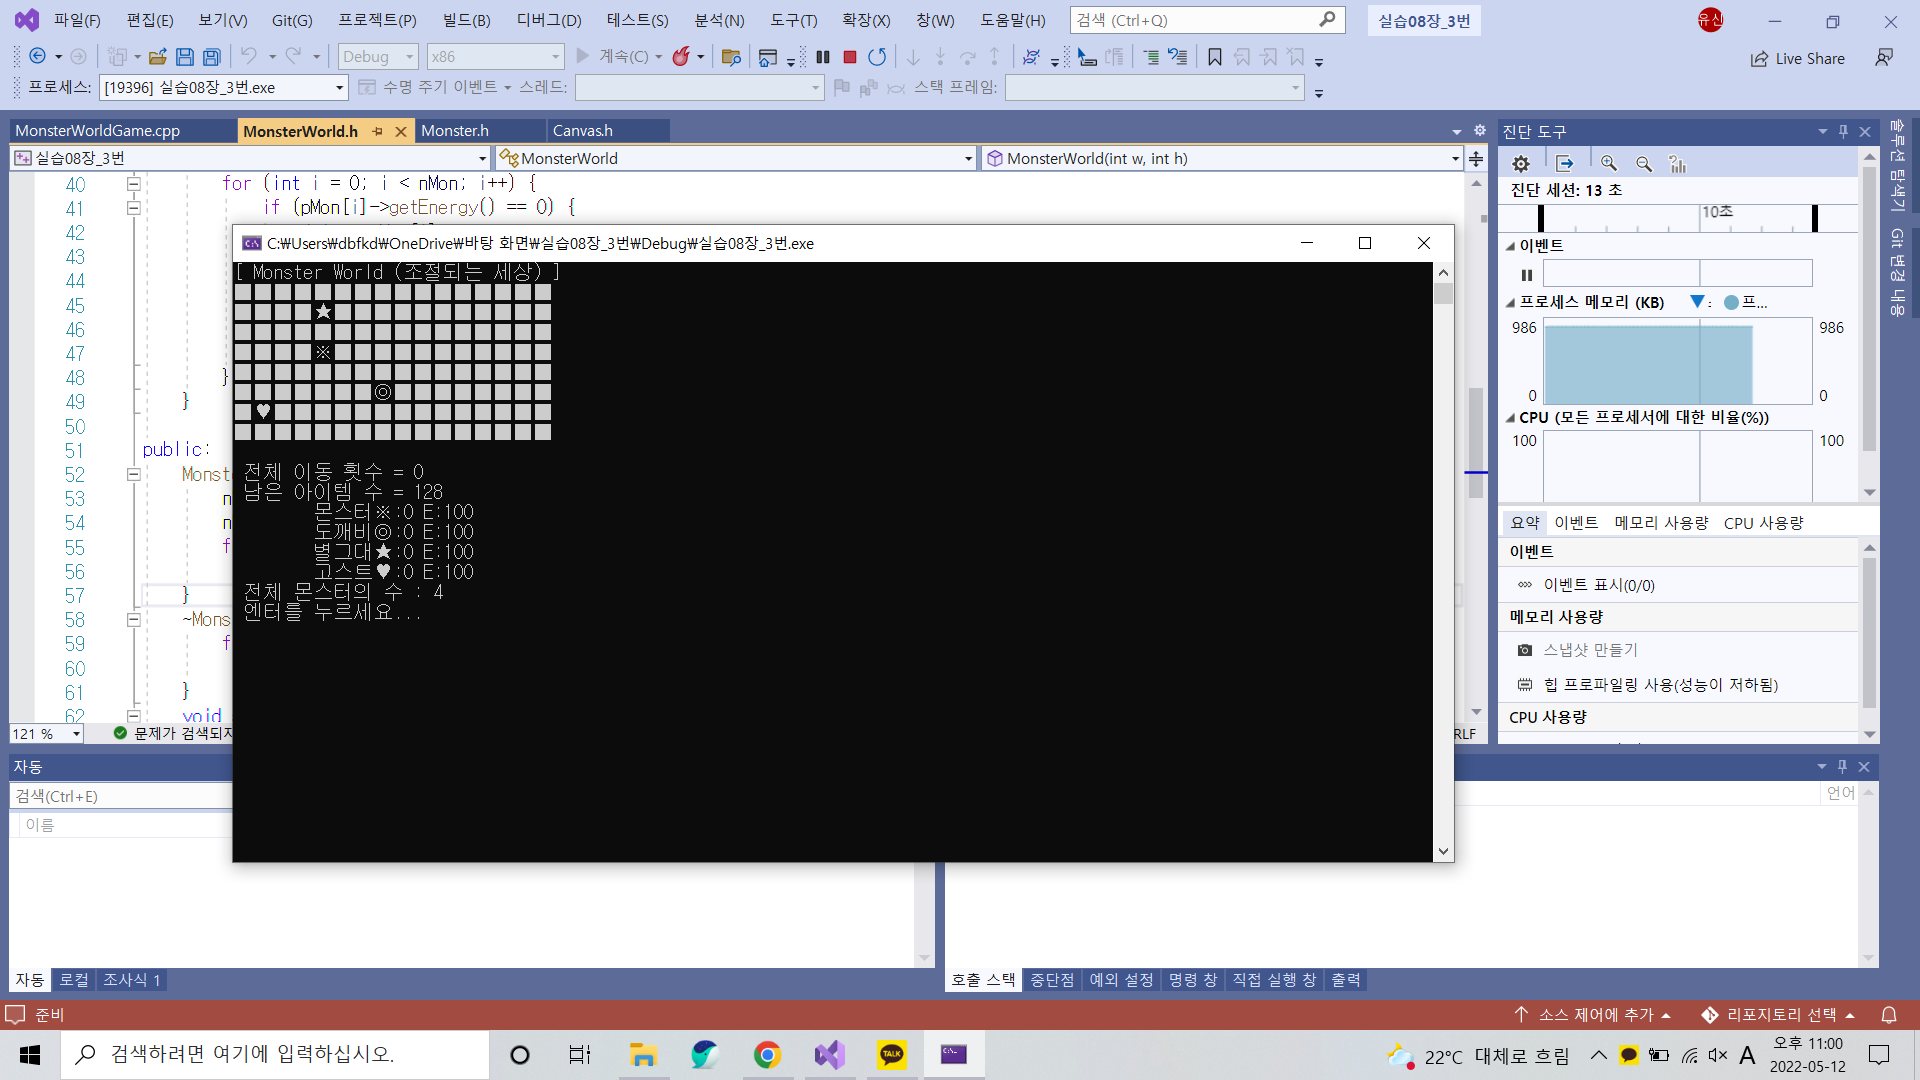 파일(F) 편집(E) 보기(V) Git(G) 프로젝트(P) 빌드(B) 디버그(D) 테스트(S) 분석(N) 도구(T) 확장(X) 창(W) 도움말(H) 검색 (Ctrl+Q) 실습08장_3번 유신
Debug x86 계속(C) Live Share
프로세스: [19396] 실습08장_3번.exe 수명 주기 이벤트 스레드: 스택 프레임:
MonsterWorldGame.cpp MonsterWorld.h Monster.h Canvas.h
실습08장_3번 MonsterWorld MonsterWorld(int w, int h)
40 for (int i = 0; i < nMon; i++) {
41 if (pMon[i]->getEnergy() == 0) {
42
43
44
45
46
47
48 }
49 }
50
51 public:
52 Monst
53 n
54 n
55 f
56
57 }
58 ~Mons
59 f
60
61 }
62 void
121 % 문제가 검색되지 RLF
C:₩Users₩dbfkd₩OneDrive₩바탕 화면₩실습08장_3번₩Debug₩실습08장_3번.exe
[ Monster World (조절되는 세상) ]
■■■■■■■■■■■■■■■■
■■■■★■■■■■■■■■■■
■■■■■■■■■■■■■■■■
■■■■※■■■■■■■■■■■
■■■■■■■■■■■■■■■■
■■■■■■■◎■■■■■■■■
■♥■■■■■■■■■■■■■■
■■■■■■■■■■■■■■■■
전체 이동 횟수 = 0
남은 아이템 수 = 128
몬스터※:0 E:100
도깨비◎:0 E:100
별그대★:0 E:100
고스트♥:0 E:100
전체 몬스터의 수 : 4
엔터를 누르세요...
진단 도구
진단 세션: 13 초
10초
이벤트
프로세스 메모리 (KB) : 프...
986 986
0 0
CPU (모든 프로세서에 대한 비율(%))
100 100
요약 이벤트 메모리 사용량 CPU 사용량
이벤트
이벤트 표시(0/0)
메모리 사용량
스냅샷 만들기
힙 프로파일링 사용(성능이 저하됨)
CPU 사용량
솔루션 탐색기
Git 변경 내용
자동
검색(Ctrl+E)
이름
언어
자동 로컬 조사식 1
호출 스택 중단점 예외 설정 명령 창 직접 실행 창 출력
준비 소스 제어에 추가 리포지토리 선택
검색하려면 여기에 입력하십시오.
TALK
22°C 대체로 흐림 A
오후 11:00
2022-05-12